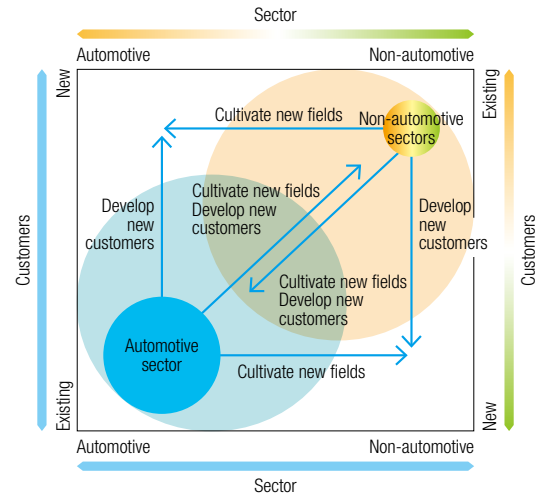 Sector
Automotive
Non-automotive
New
Existing
Cultivate new fields
Non-automotive
sectors
Cultivate new fields
Develop new
customers
Develop
new
customers
Develop
new
customers
Customers
Customers
Cultivate new fields
Develop new
customers
Automotive
sector
Cultivate new fields
Existing
New
Automotive
Non-automotive
Sector